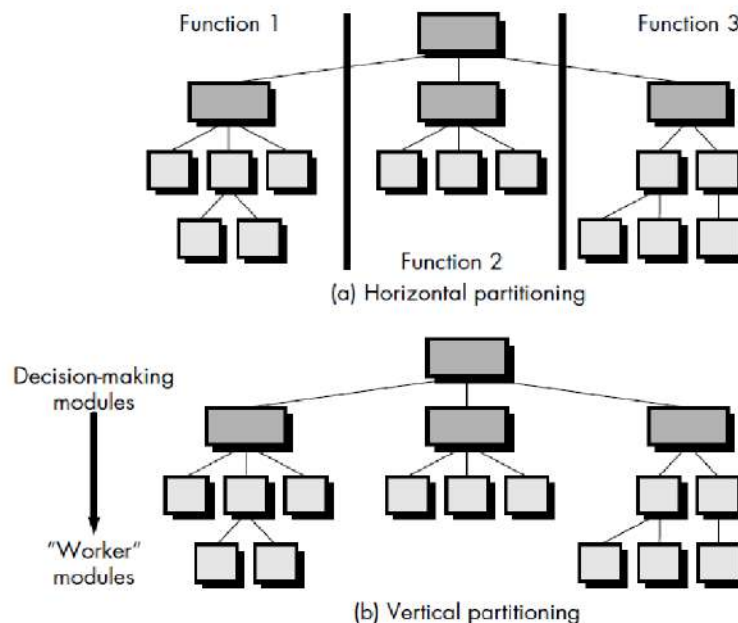 Function 1
Function 3
Function 2
(a) Horizontal partitioning
Decision-making
modules
"Worker"
modules
(b) Vertical partitioning